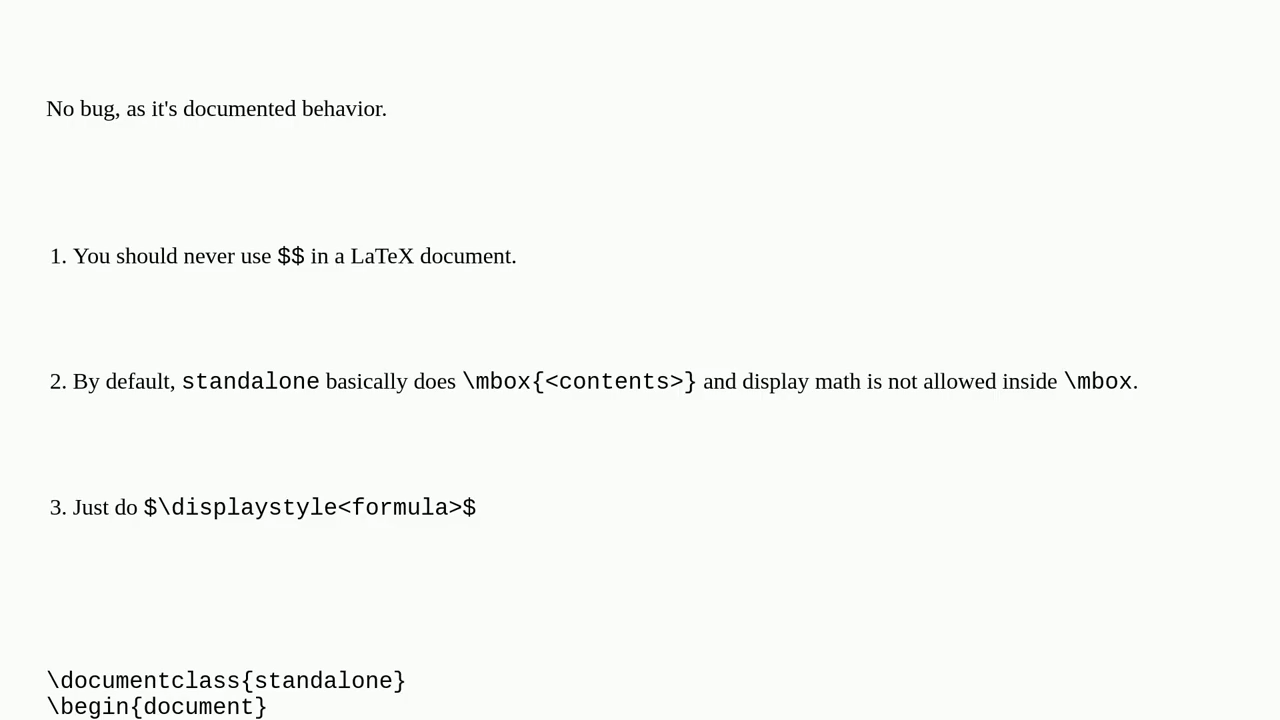 No bug, as it's documented behavior.
1. You should never use $$ in a LaTeX document.
2. By default, standalone basically does \mbox{<contents>} and display math is not allowed inside \mbox.
3. Just do $\displaystyle<formula>$
\documentclass{standalone}
\begin{document}